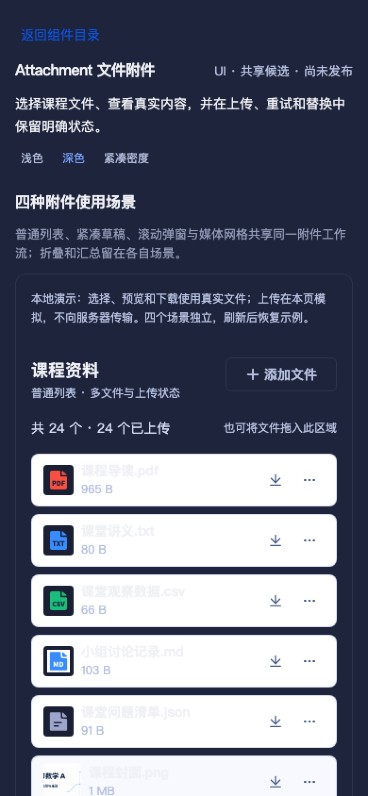 返回组件目录
Attachment 文件附件
UI · 共享候选 · 尚未发布
选择课程文件、查看真实内容，并在上传、重试和替换中
保留明确状态。
浅色 深色 紧凑密度
四种附件使用场景
普通列表、紧凑草稿、滚动弹窗与媒体网格共享同一附件工作
流；折叠和汇总留在各自场景。
本地演示：选择、预览和下载使用真实文件；上传在本页模
拟，不向服务器传输。四个场景独立，刷新后恢复示例。
课程资料
＋ 添加文件
普通列表 · 多文件与上传状态
共 24 个 · 24 个已上传
也可将文件拖入此区域
PDF
课程导读.pdf
965 B
TXT
课堂讲义.txt
80 B
CSV
课堂观察数据.csv
66 B
MD
小组讨论记录.md
103 B
课堂问题清单.json
91 B
数学 A
课程封面.png
1 MB